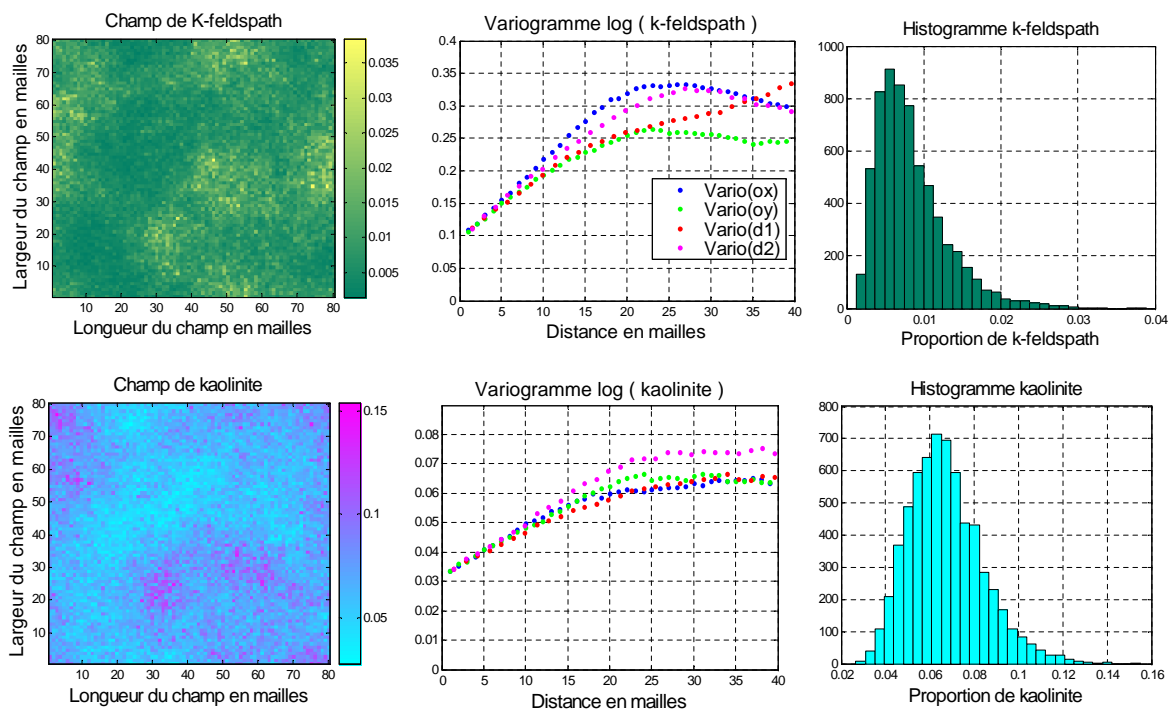 Champ de K-feldspath
Largeur du champ en mailles
80
70
60
50
40
30
20
10
10 20 30 40 50 60 70 80
Longueur du champ en mailles
0.035
0.03
0.025
0.02
0.015
0.01
0.005
Variogramme log ( k-feldspath )
0.4
0.35
0.3
0.25
0.2
0.15
0.1
0.05
0
0 5 10 15 20 25 30 35 40
Distance en mailles
Vario(ox)
Vario(oy)
Vario(d1)
Vario(d2)
Histogramme k-feldspath
1000
800
600
400
200
0
0 0.01 0.02 0.03 0.04
Proportion de k-feldspath
Champ de kaolinite
Largeur du champ en mailles
80
70
60
50
40
30
20
10
10 20 30 40 50 60 70 80
Longueur du champ en mailles
0.15
0.1
0.05
Variogramme log ( kaolinite )
0.08
0.07
0.06
0.05
0.04
0.03
0.02
0.01
0
0 5 10 15 20 25 30 35 40
Distance en mailles
Histogramme kaolinite
800
700
600
500
400
300
200
100
0
0.02 0.04 0.06 0.08 0.1 0.12 0.14 0.16
Proportion de kaolinite